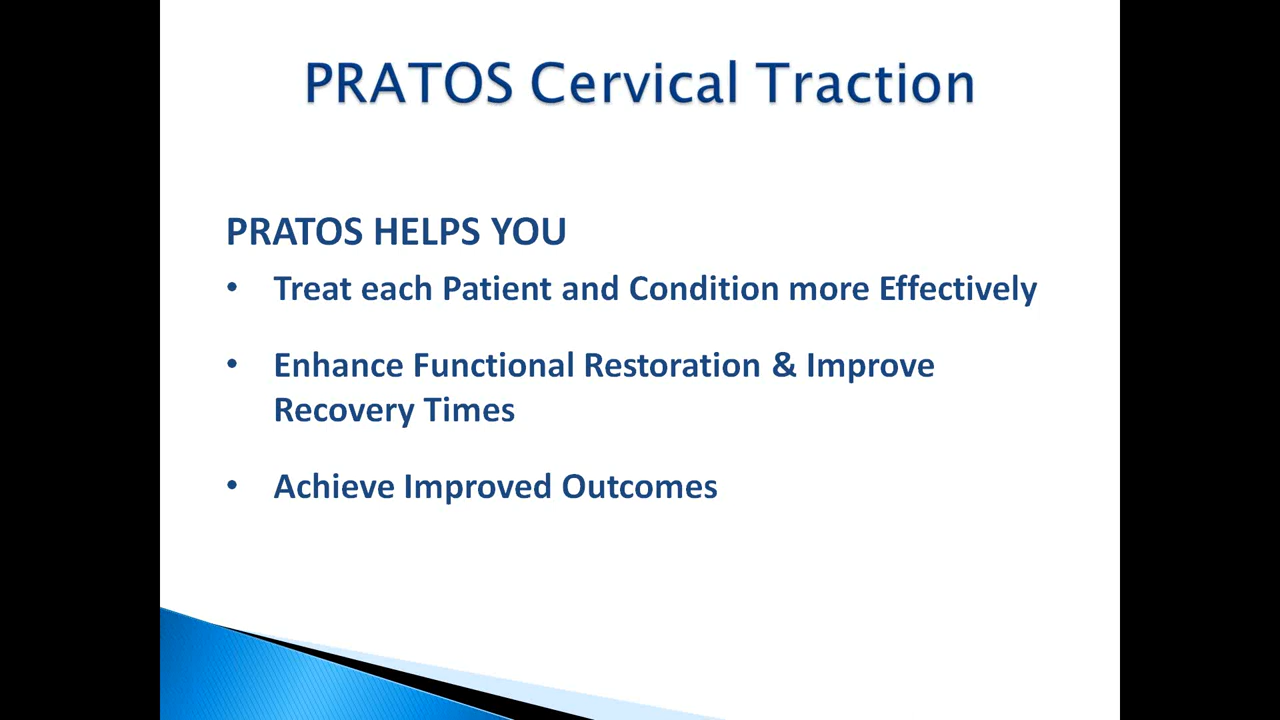 PRATOS Cervical Traction
PRATOS HELPS YOU
• Treat each Patient and Condition more Effectively
• Enhance Functional Restoration & Improve
Recovery Times
• Achieve Improved Outcomes